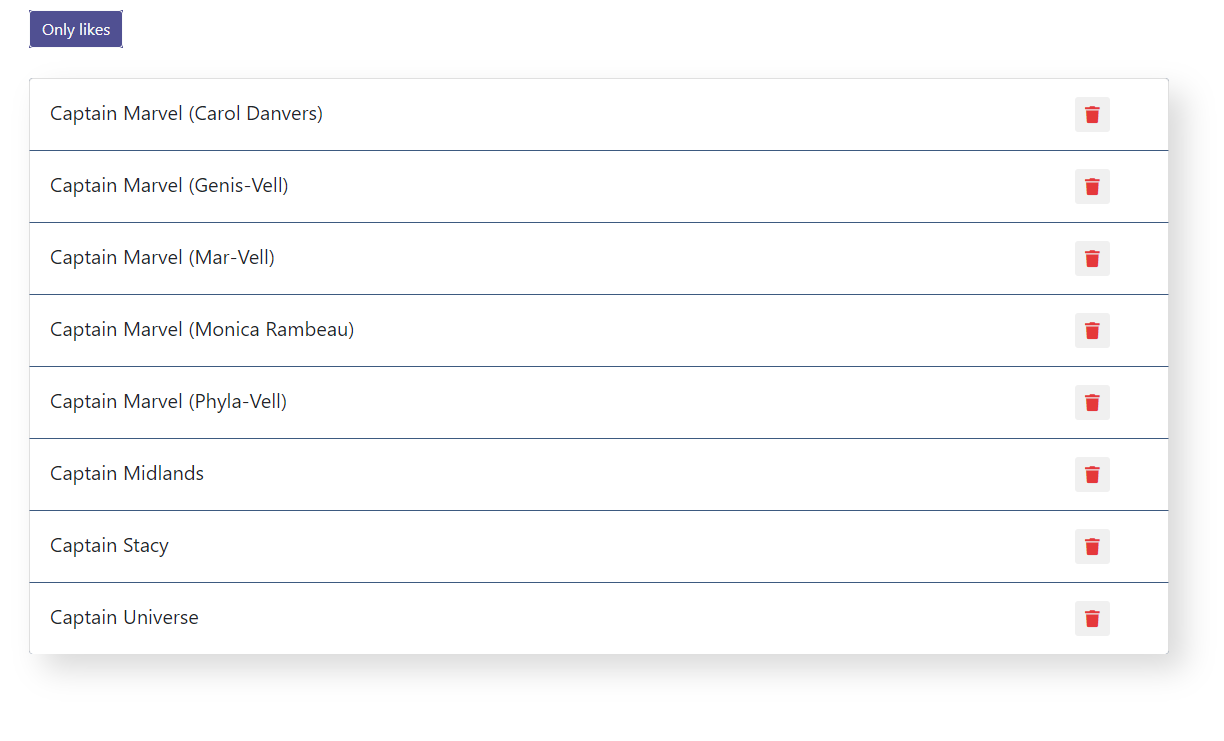 Only likes
Captain Marvel (Carol Danvers)
Captain Marvel (Genis-Vell)
Captain Marvel (Mar-Vell)
Captain Marvel (Monica Rambeau)
Captain Marvel (Phyla-Vell)
Captain Midlands
Captain Stacy
Captain Universe